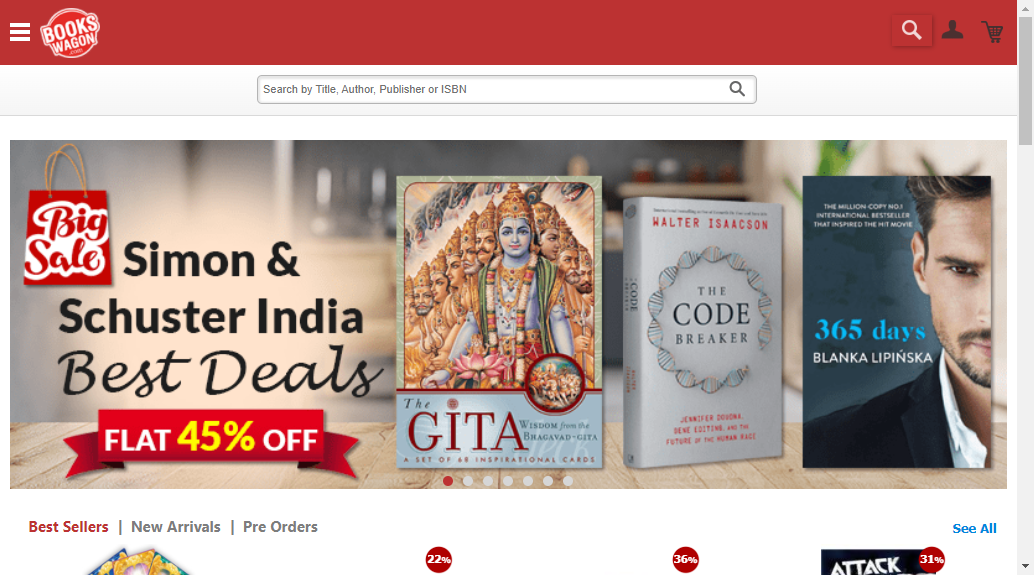 BOOKS
WAGON
.com
Search by Title, Author, Publisher or ISBN
Big
Sale
Simon &
Schuster India
Best Deals
FLAT 45% OFF
The
GITA
WISDOM from the
BHAGAVAD-GITA
A SET OF 68 INSPIRATIONAL CARDS
WALTER ISAACSON
THE
CODE
BREAKER
JENNIFER DOUDNA,
GENE EDITING, AND THE
FUTURE OF THE HUMAN RACE
THE MILLION COPY NO.1
INTERNATIONAL BESTSELLER
THAT INSPIRED THE HIT MOVIE
365 days
BLANKA LIPIŃSKA
Best Sellers | New Arrivals | Pre Orders
See All
22%
36%
31%
ATTACK